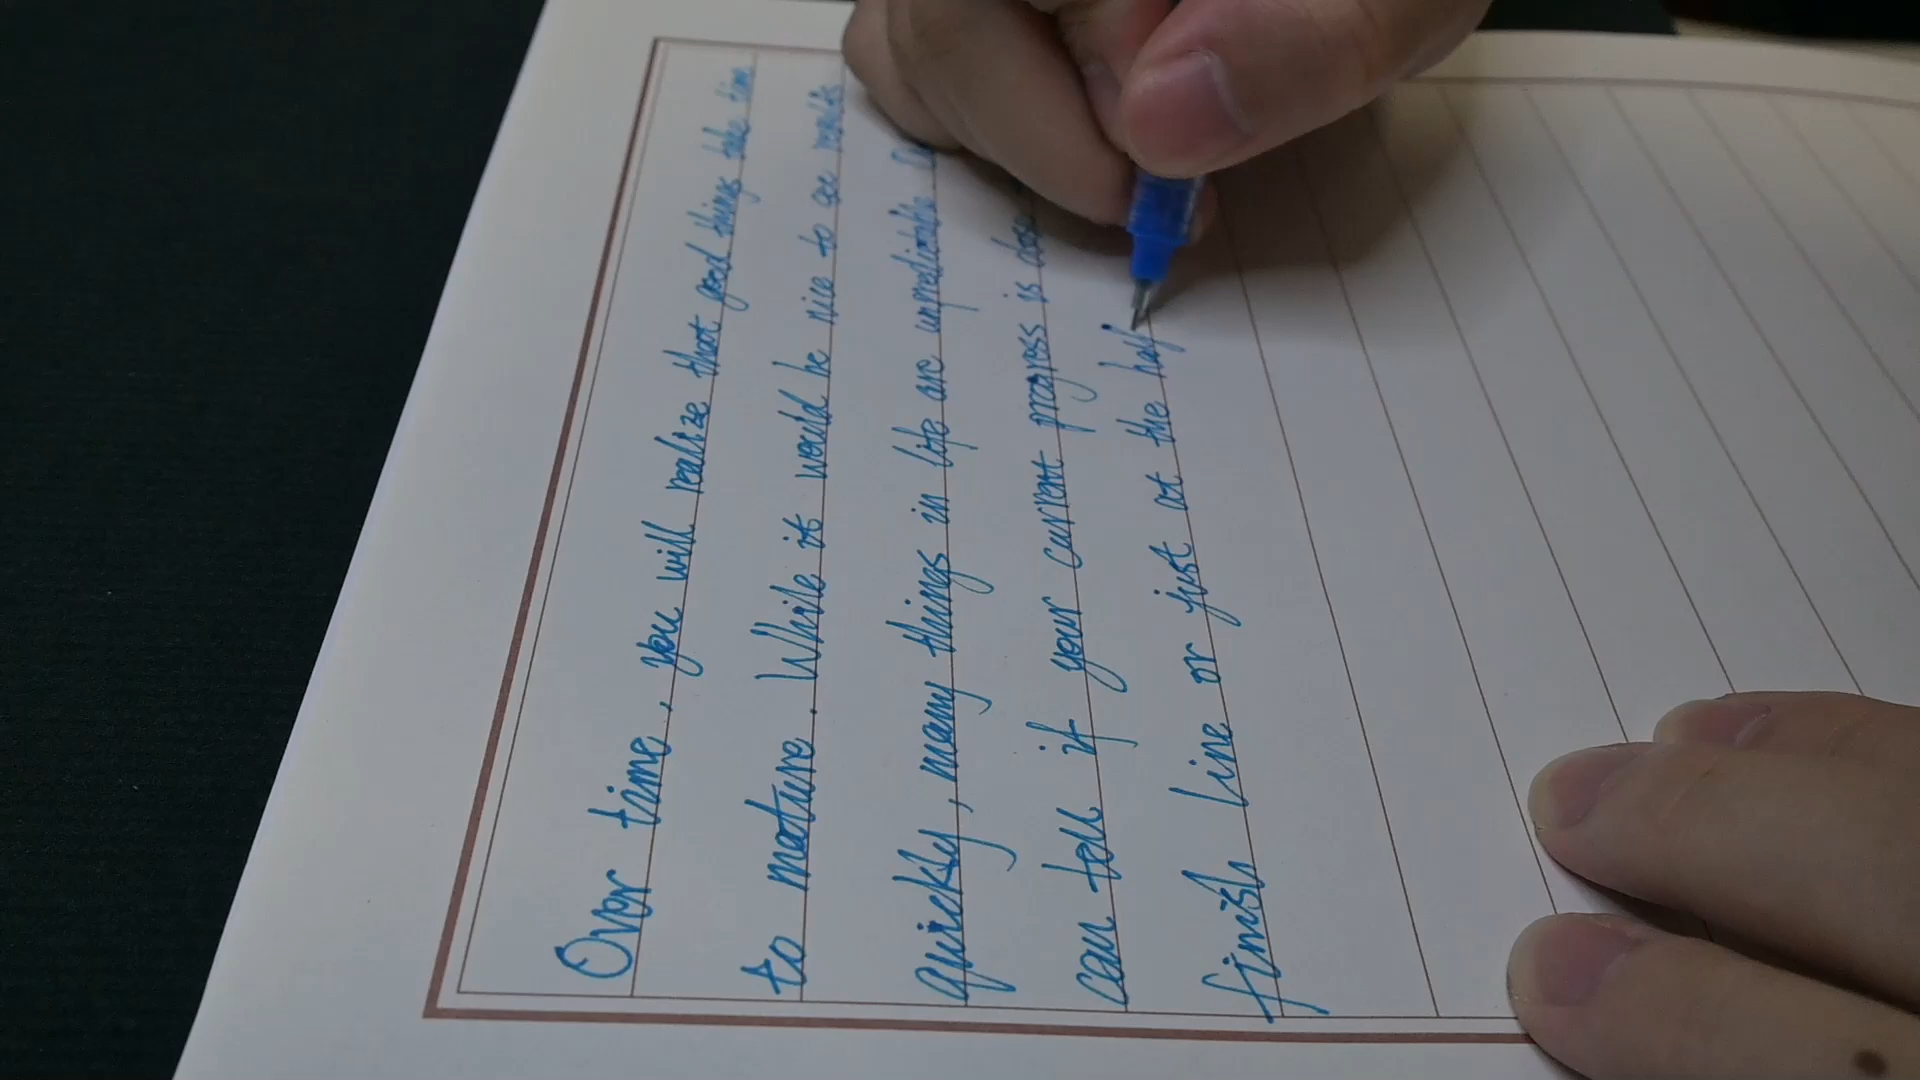 Over time, you will realize that good things take time
to mature. While it would be nice to see results
quickly, many things in life are unpredictable
can tell if your current progress is close
finish line or just at the half